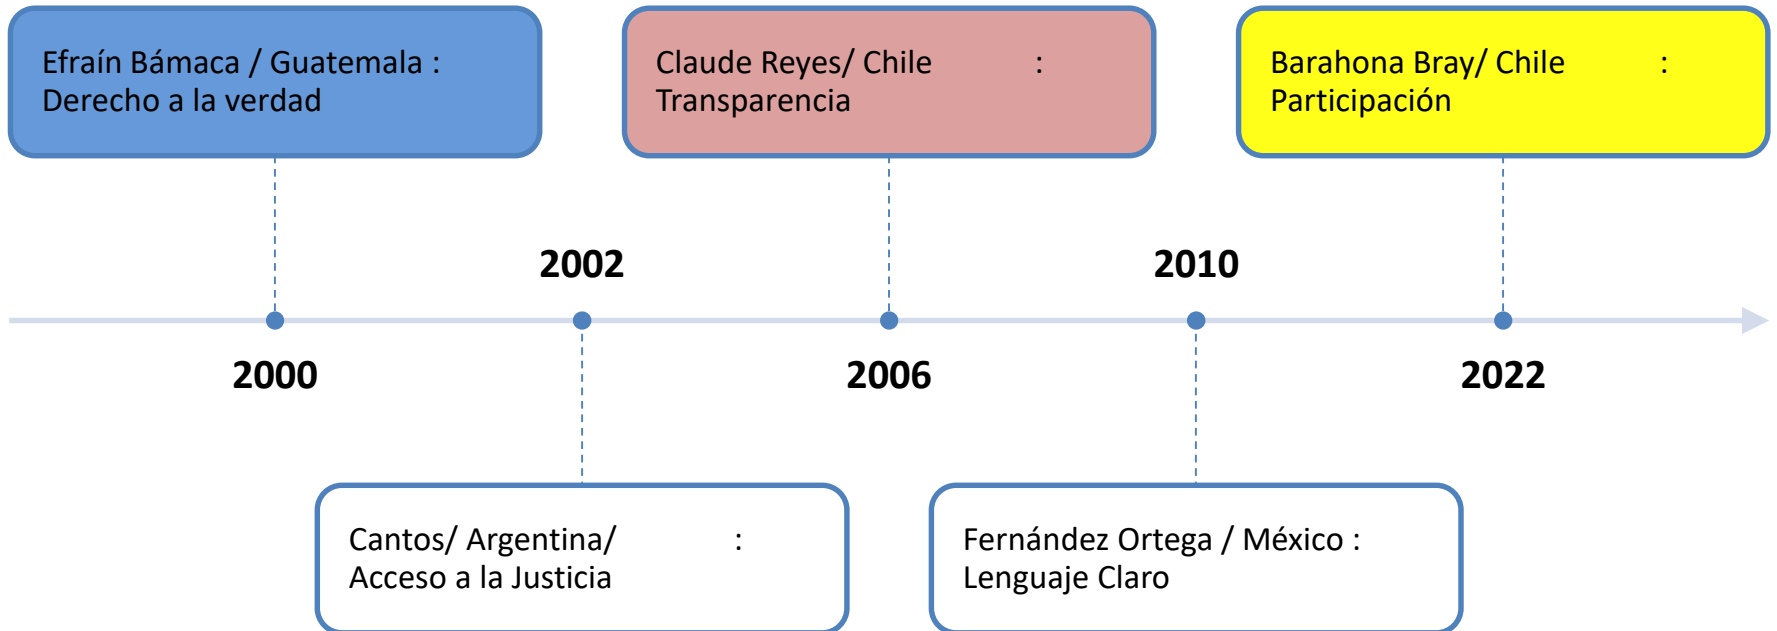 Efraín Bámaca / Guatemala :
Derecho a la verdad
Claude Reyes/ Chile :
Transparencia
Barahona Bray/ Chile :
Participación
2002
2010
2000
2006
2022
Cantos/ Argentina/ :
Acceso a la Justicia
Fernández Ortega / México :
Lenguaje Claro